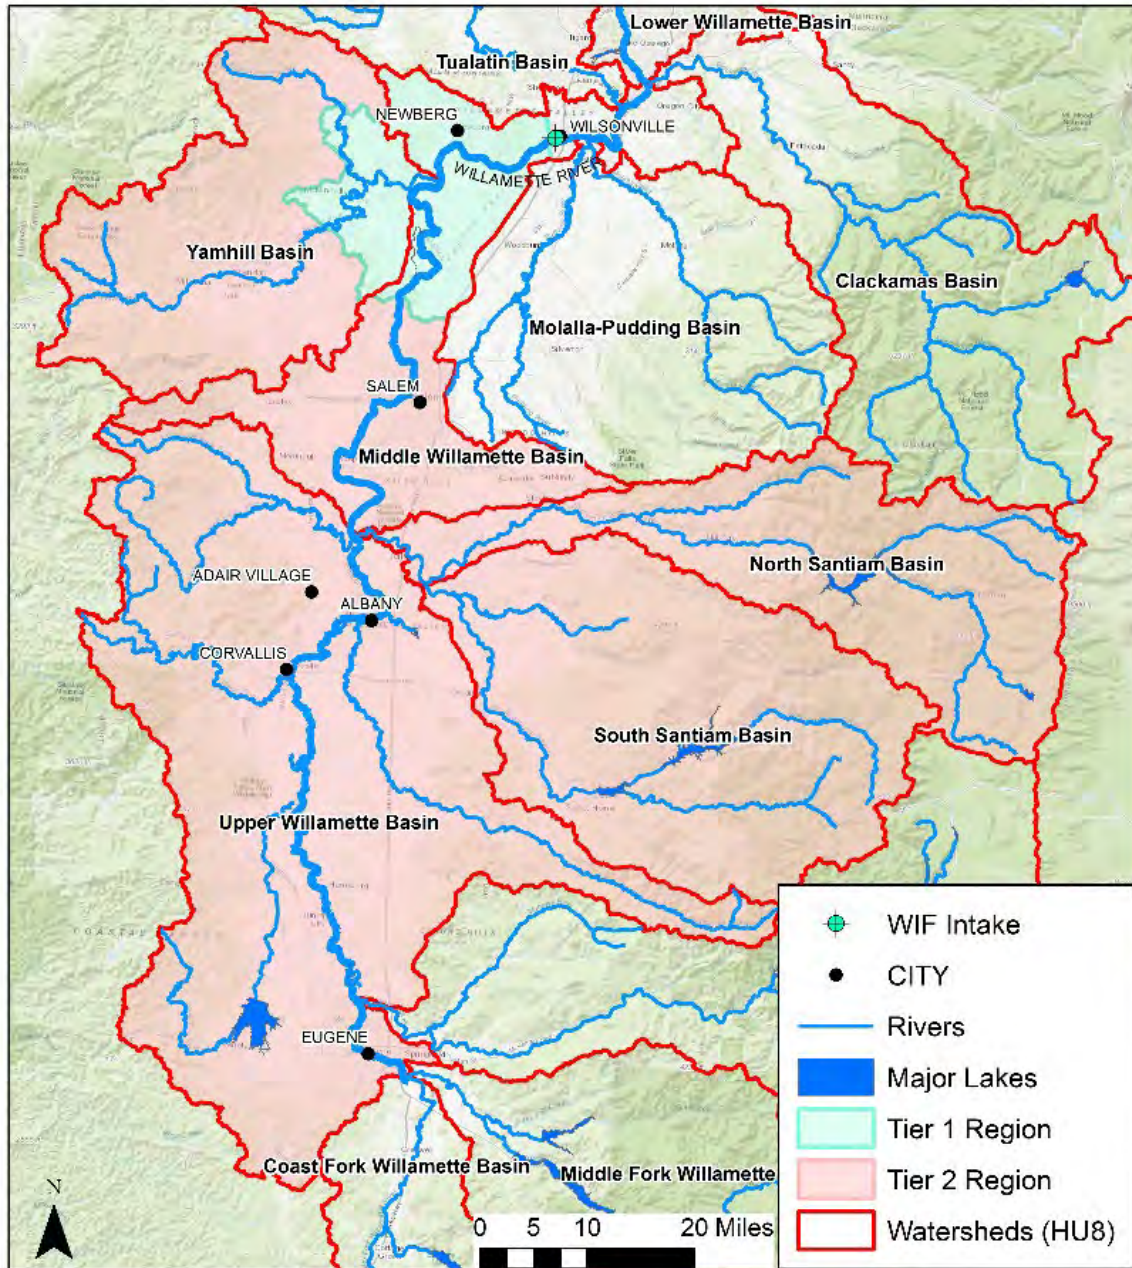 Lower Willamette Basin
Tualatin Basin
NEWBERG
WILSONVILLE
WILLAMETTE RIVER
Yamhill Basin
Clackamas Basin
Molalla-Pudding Basin
SALEM
Middle Willamette Basin
North Santiam Basin
ADAIR VILLAGE
ALBANY
CORVALLIS
South Santiam Basin
Upper Willamette Basin
EUGENE
Coast Fork Willamette Basin
Middle Fork Willamette
WIF Intake
CITY
Rivers
Major Lakes
Tier 1 Region
Tier 2 Region
Watersheds (HU8)
N
0 5 10 20 Miles